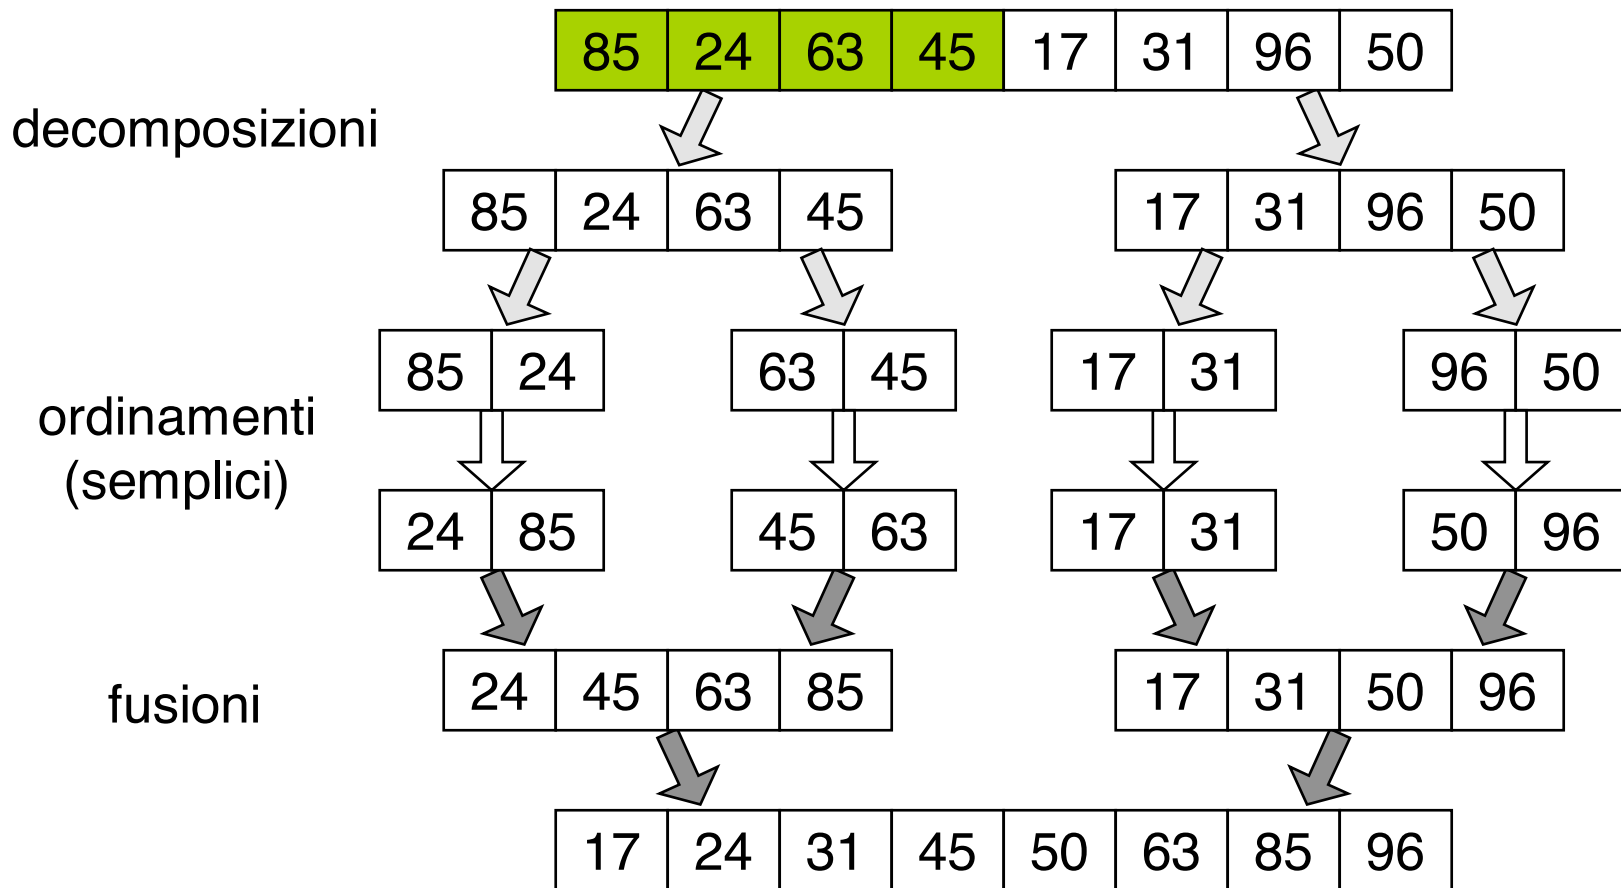 85 24 63 45 17 31 96 50
decomposizioni
85 24 63 45 17 31 96 50
85 24 63 45 17 31 96 50
ordinamenti
(semplici)
24 85 45 63 17 31 50 96
24 45 63 85 17 31 50 96
fusioni
17 24 31 45 50 63 85 96